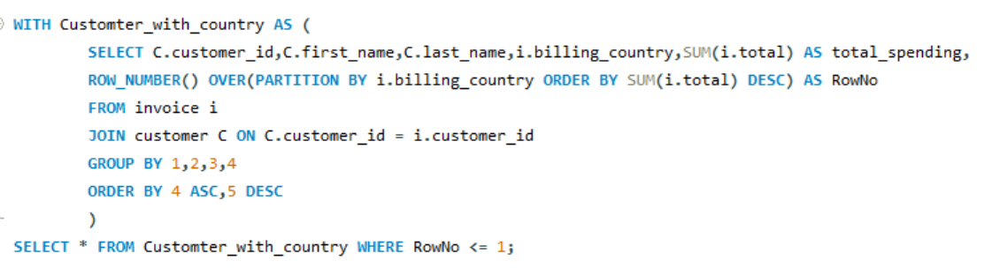 WITH Customter_with_country AS (
SELECT C.customer_id,C.first_name,C.last_name,i.billing_country,SUM(i.total) AS total_spending,
ROW_NUMBER() OVER(PARTITION BY i.billing_country ORDER BY SUM(i.total) DESC) AS RowNo
FROM invoice i
JOIN customer C ON C.customer_id = i.customer_id
GROUP BY 1,2,3,4
ORDER BY 4 ASC,5 DESC
)
SELECT * FROM Customter_with_country WHERE RowNo <= 1;